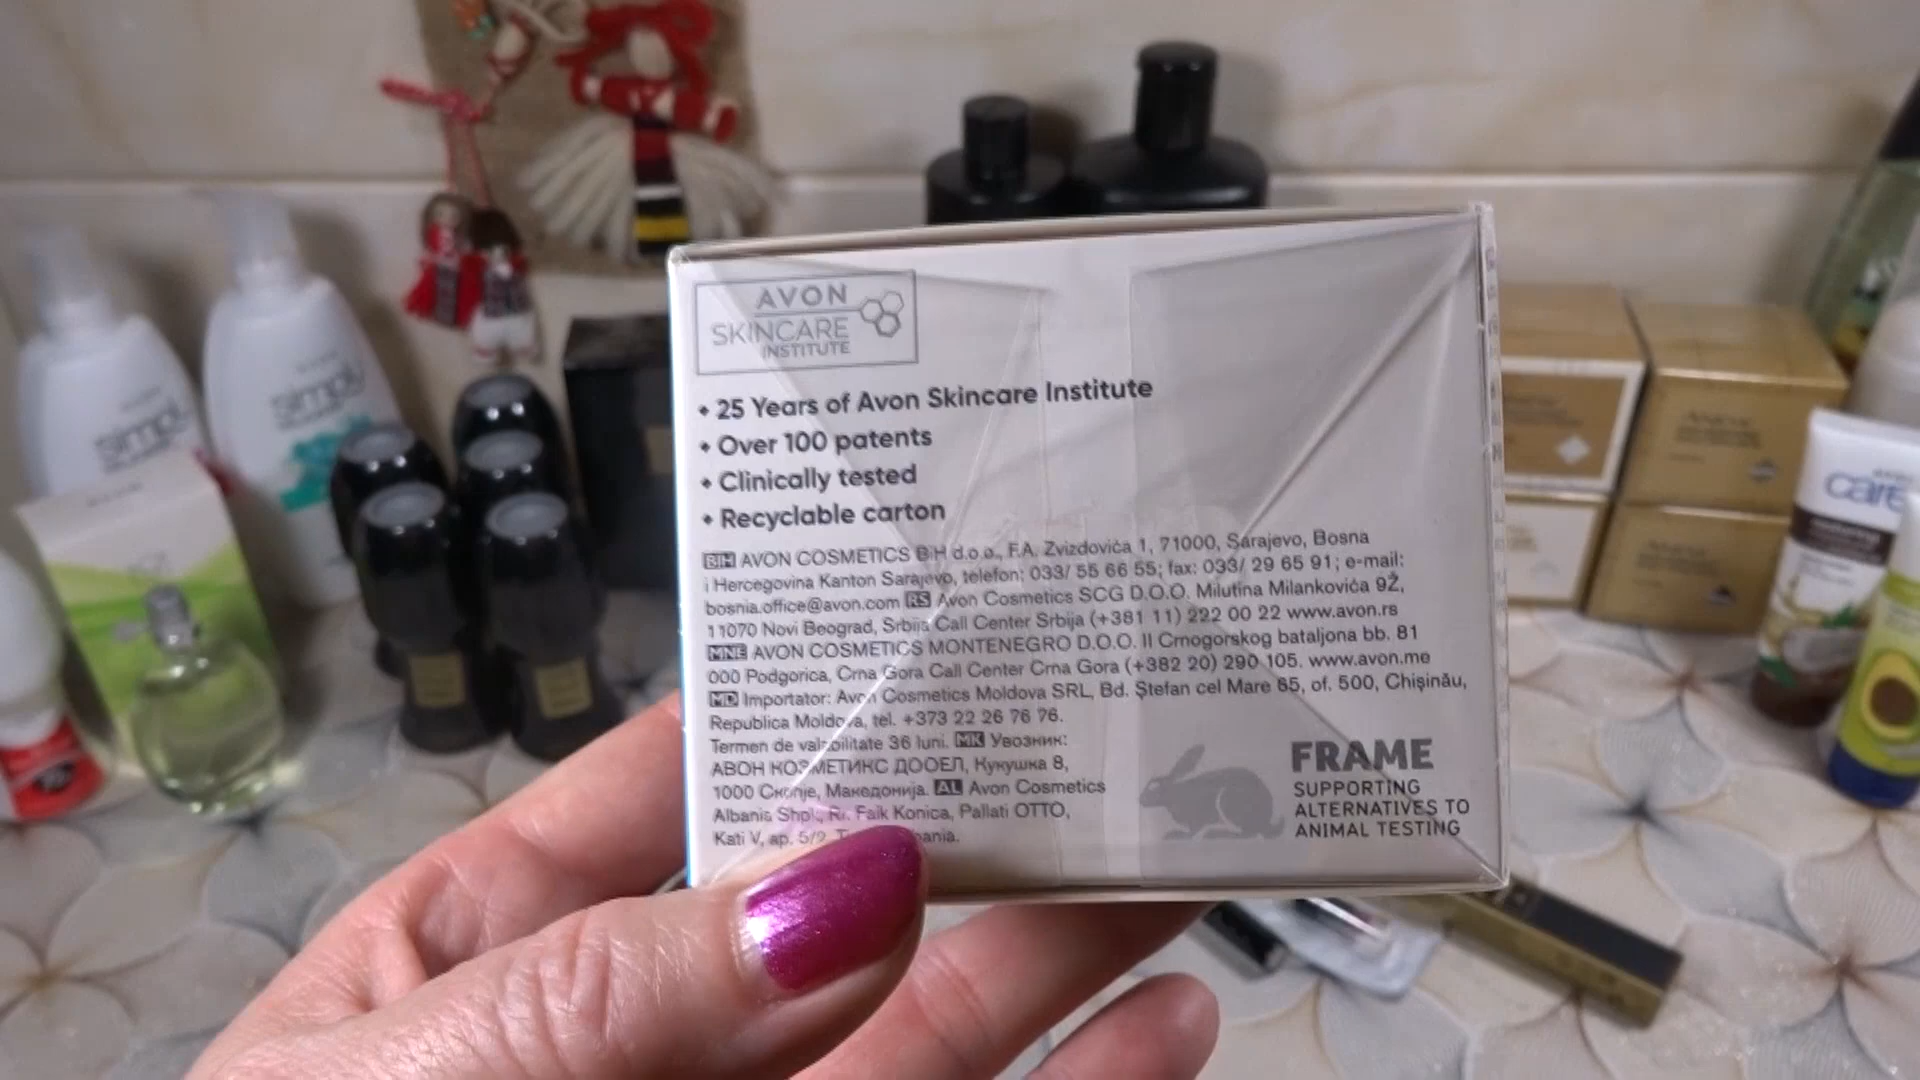 AVON
SKINCARE
INSTITUTE
• 25 Years of Avon Skincare Institute
• Over 100 patents
• Clinically tested
• Recyclable carton
BIH AVON COSMETICS BiH d.o.o., F.A. Zvizdovića 1, 71000, Sarajevo, Bosna
i Hercegovina Kanton Sarajevo, telefon: 033/ 55 66 55; fax: 033/ 29 65 91; e-mail:
bosnia.office@avon.com RS Avon Cosmetics SCG D.O.O. Milutina Milankovića 9Ž,
11070 Novi Beograd, Srbija Call Center Srbija (+381 11) 222 00 22 www.avon.rs
MNE AVON COSMETICS MONTENEGRO D.O.O. II Crnogorskog bataljona bb. 81
000 Podgorica, Crna Gora Call Center Crna Gora (+382 20) 290 105. www.avon.me
MD Importator: Avon Cosmetics Moldova SRL, Bd. Ștefan cel Mare 65, of. 500, Chișinău,
Republica Moldova, tel. +373 22 26 76 76.
Termen de valabilitate 36 luni. MK Увозник:
АВОН КОЗМЕТИКС ДООЕЛ, Кукушка 8,
1000 Скопје, Македонија. AL Avon Cosmetics
Albania Shpk, Rr. Faik Konica, Pallati OTTO,
Kati V, ap. 5/9
FRAME
SUPPORTING
ALTERNATIVES TO
ANIMAL TESTING
simply
simply
care